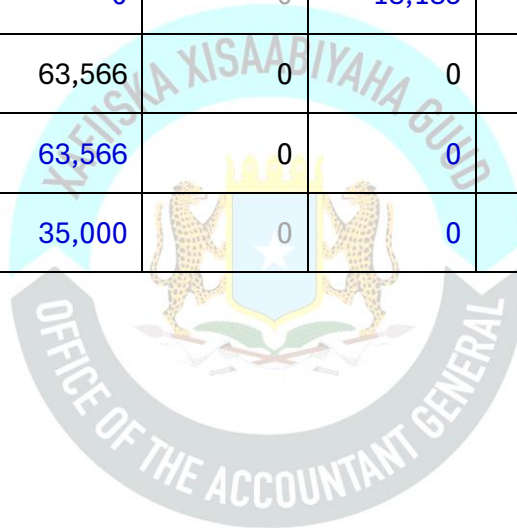 63,566 0 0
63,566 0 0
35,000 0 0
XAFIISKA XISAABIYAHA GUUD
OFFICE OF THE ACCOUNTANT GENERAL